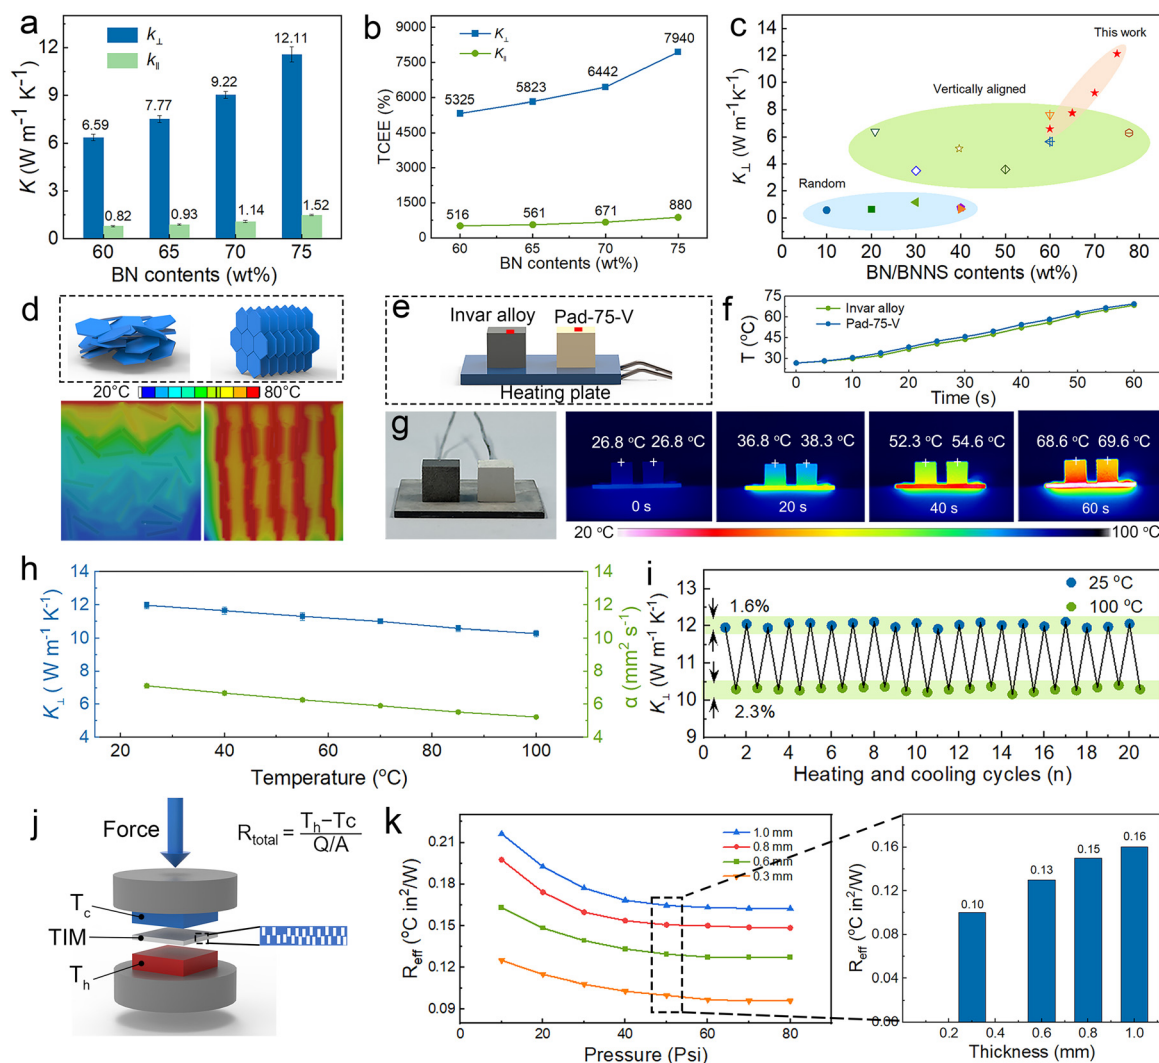 a
K (W m⁻¹ K⁻¹)
12
9
6
3
0
k⊥
k∥
6.59
0.82
7.77
0.93
9.22
1.14
12.11
1.52
60 65 70 75
BN contents (wt%)
b
TCEE (%)
9000
7500
6000
4500
3000
1500
0
K⊥
K∥
5325 5823 6442 7940
516 561 671 880
60 65 70 75
BN contents (wt%)
c
K⊥ (W m⁻¹K⁻¹)
14
12
10
8
6
4
2
0
This work
Vertically aligned
Random
0 10 20 30 40 50 60 70 80
BN/BNNS contents (wt%)
d
20°C 80°C
e
Invar alloy Pad-75-V
Heating plate
f
T (°C)
75
60
45
30
Invar alloy
Pad-75-V
0 10 20 30 40 50 60
Time (s)
g
26.8 °C 26.8 °C
0 s
36.8 °C 38.3 °C
20 s
52.3 °C 54.6 °C
40 s
68.6 °C 69.6 °C
60 s
20 °C 100 °C
h
K⊥ ( W m⁻¹ K⁻¹)
14
12
10
8
6
4
α (mm² s⁻¹)
14
12
10
8
6
4
20 40 60 80 100
Temperature (°C)
i
K⊥ (W m⁻¹ K⁻¹)
13
12
11
10
9
25 °C
100 °C
1.6%
2.3%
0 2 4 6 8 10 12 14 16 18 20
Heating and cooling cycles (n)
j
Force
R_total = T_h−Tc
Q/A
T_c
TIM
T_h
k
R_eff (°C in²/W)
0.21
0.18
0.15
0.12
0.09
1.0 mm
0.8 mm
0.6 mm
0.3 mm
0 20 40 60 80
Pressure (Psi)
R_eff (°C in²/W)
0.16
0.12
0.08
0.04
0.00
0.10
0.13
0.15
0.16
0.2 0.4 0.6 0.8 1.0
Thickness (mm)